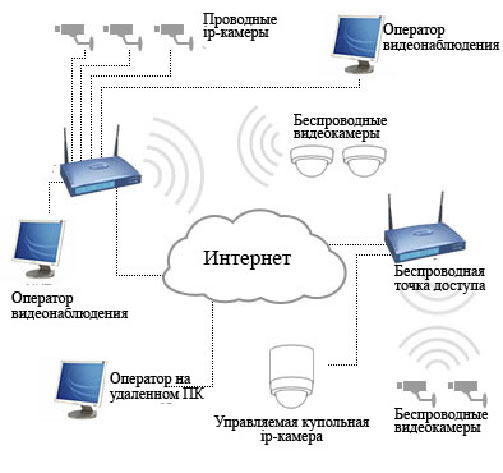 Проводные
ip-камеры
Оператор
видеонаблюдения
Беспроводные
видеокамеры
Интернет
Беспроводная
точка доступа
Оператор
видеонаблюдения
Оператор на
удаленном ПК
Управляемая купольная
ip-камера
Беспроводные
видеокамеры